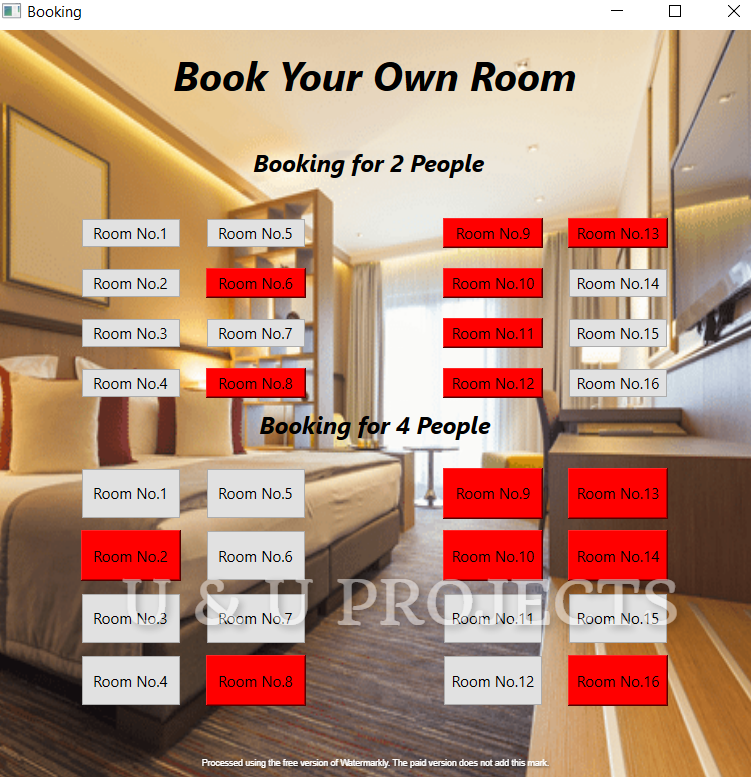 Booking
Book Your Own Room
Booking for 2 People
Room No.1 Room No.5 Room No.9 Room No.13
Room No.2 Room No.6 Room No.10 Room No.14
Room No.3 Room No.7 Room No.11 Room No.15
Room No.4 Room No.8 Room No.12 Room No.16
Booking for 4 People
Room No.1 Room No.5 Room No.9 Room No.13
Room No.2 Room No.6 Room No.10 Room No.14
U & U PROJECTS
Room No.3 Room No.7 Room No.11 Room No.15
Room No.4 Room No.8 Room No.12 Room No.16
Processed using the free version of Watermarkly. The paid version does not add this mark.